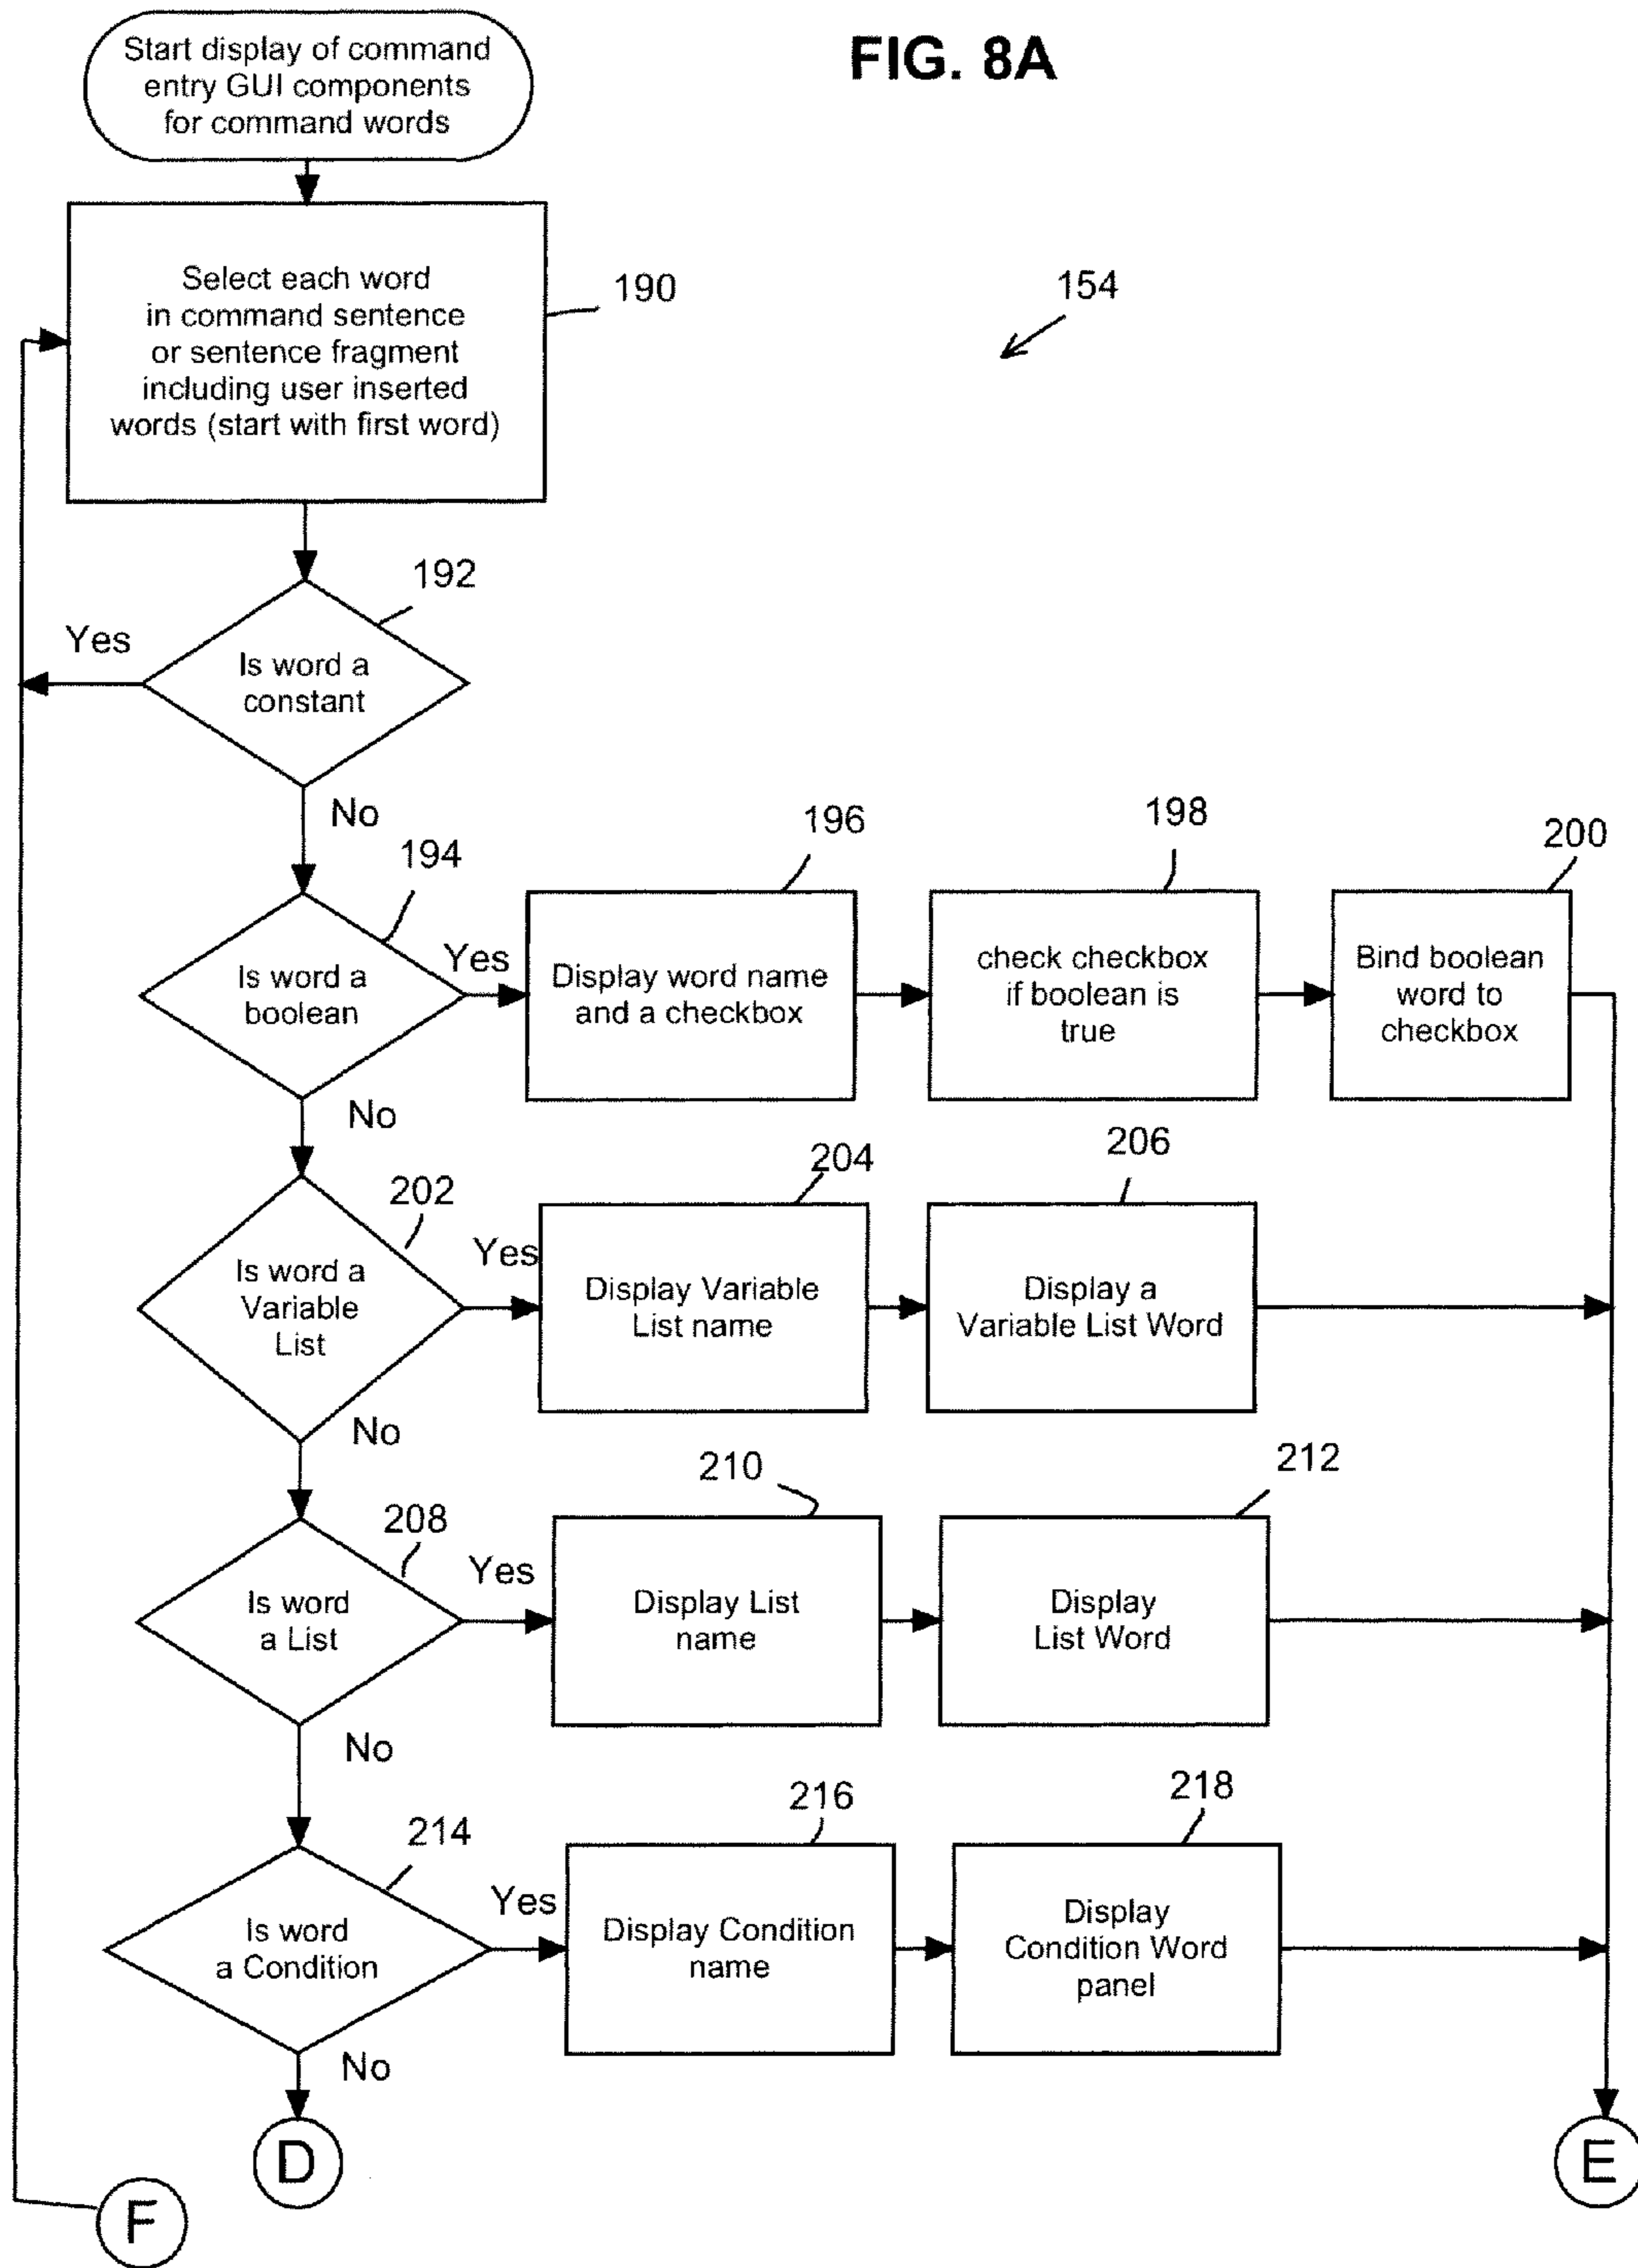 FIG. 8A
Start display of command
entry GUI components
for command words
Select each word
in command sentence
or sentence fragment
including user inserted
words (start with first word)
190
154
192
Yes
Is word a
constant
No
194
196
198
200
Is word a
boolean
Yes
Display word name
and a checkbox
check checkbox
if boolean is
true
Bind boolean
word to
checkbox
No
202
204
206
Is word a
Variable
List
Yes
Display Variable
List name
Display a
Variable List Word
No
208
210
212
Is word
a List
Yes
Display List
name
Display
List Word
No
214
216
218
Is word
a Condition
Yes
Display Condition
name
Display
Condition Word
panel
No
D
E
F